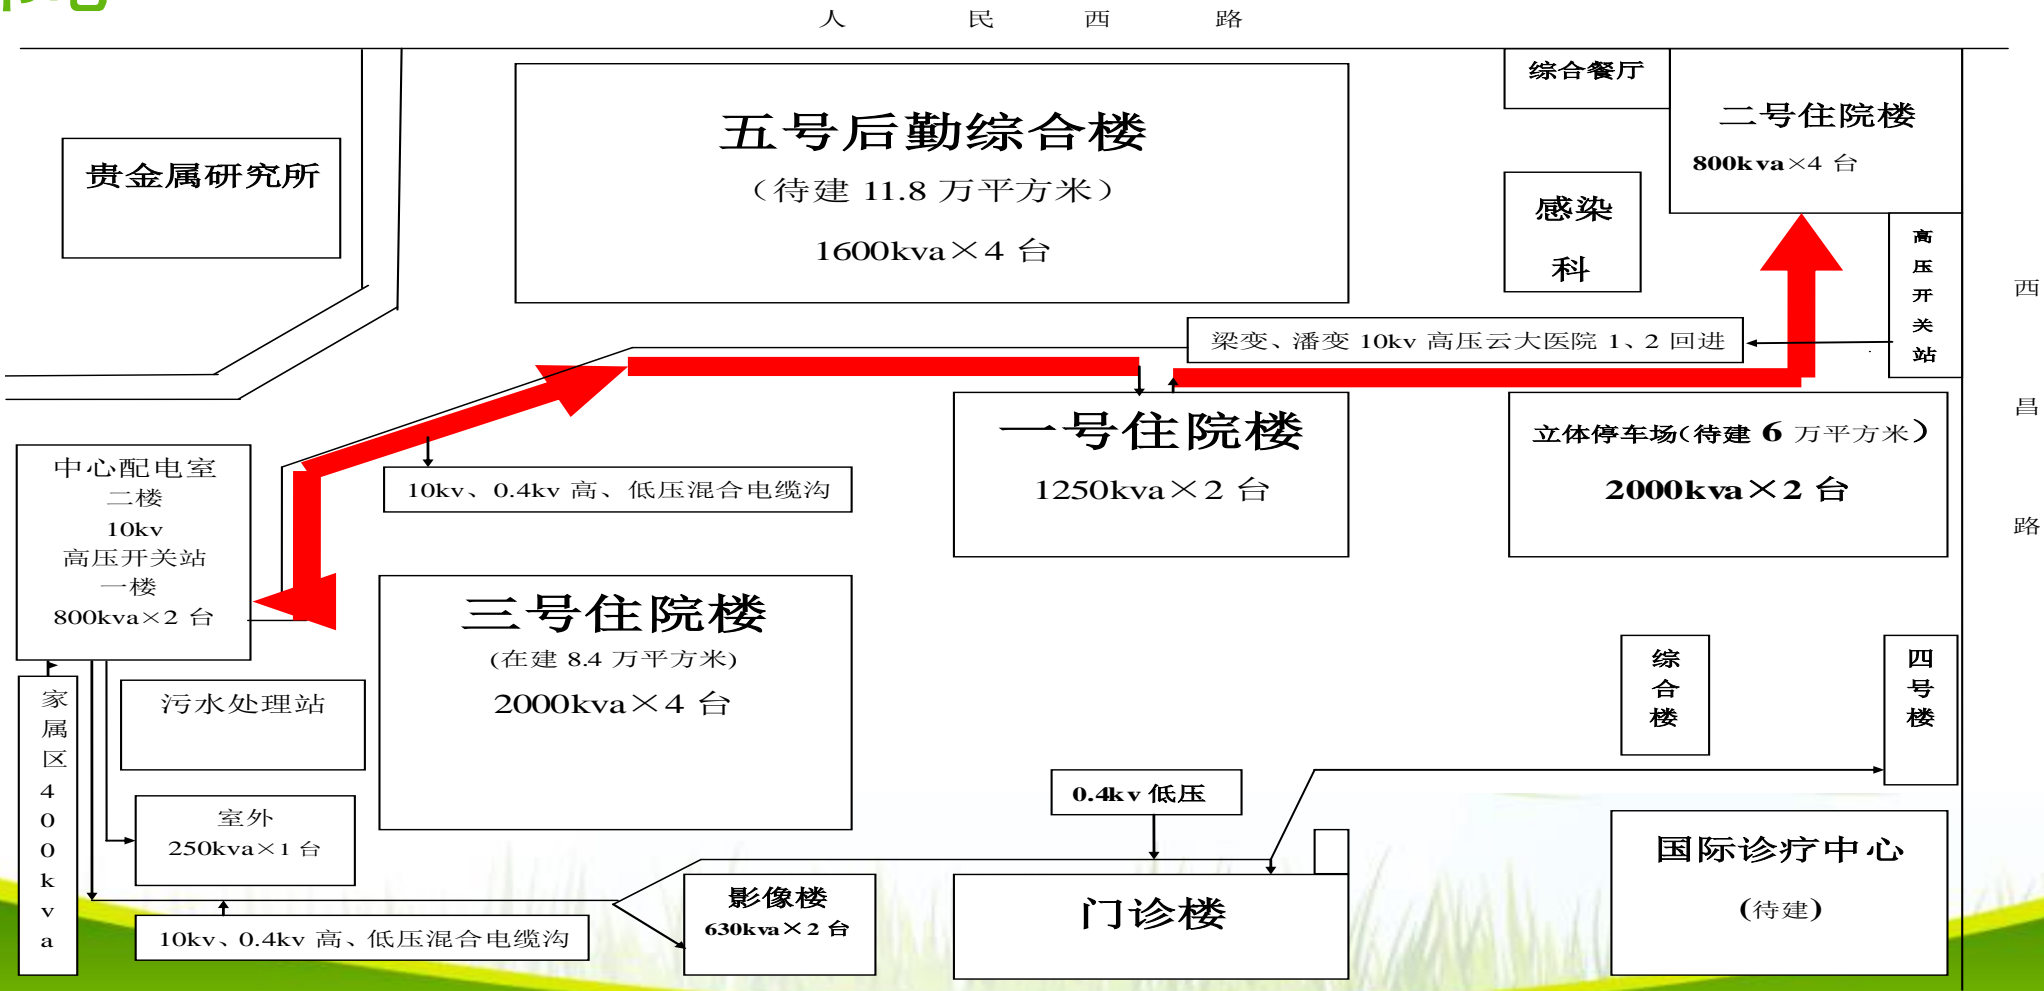 人民西路
综合餐厅
五号后勤综合楼
（待建 11.8 万平方米）
1600kva×4 台
二号住院楼
800kva×4 台
贵金属研究所
感染
科
高
压
开
关
站
西
昌
路
梁变、潘变 10kv 高压云大医院 1、2 回进
一号住院楼
1250kva×2 台
立体停车场(待建 6 万平方米)
2000kva×2 台
中心配电室
二楼
10kv
高压开关站
一楼
800kva×2 台
10kv、0.4kv 高、低压混合电缆沟
三号住院楼
(在建 8.4 万平方米)
2000kva×4 台
综
合
楼
四
号
楼
家
属
区
4
0
0
k
v
a
污水处理站
室外
250kva×1 台
0.4kv 低压
10kv、0.4kv 高、低压混合电缆沟
影像楼
630kva×2 台
门诊楼
国际诊疗中心
(待建)